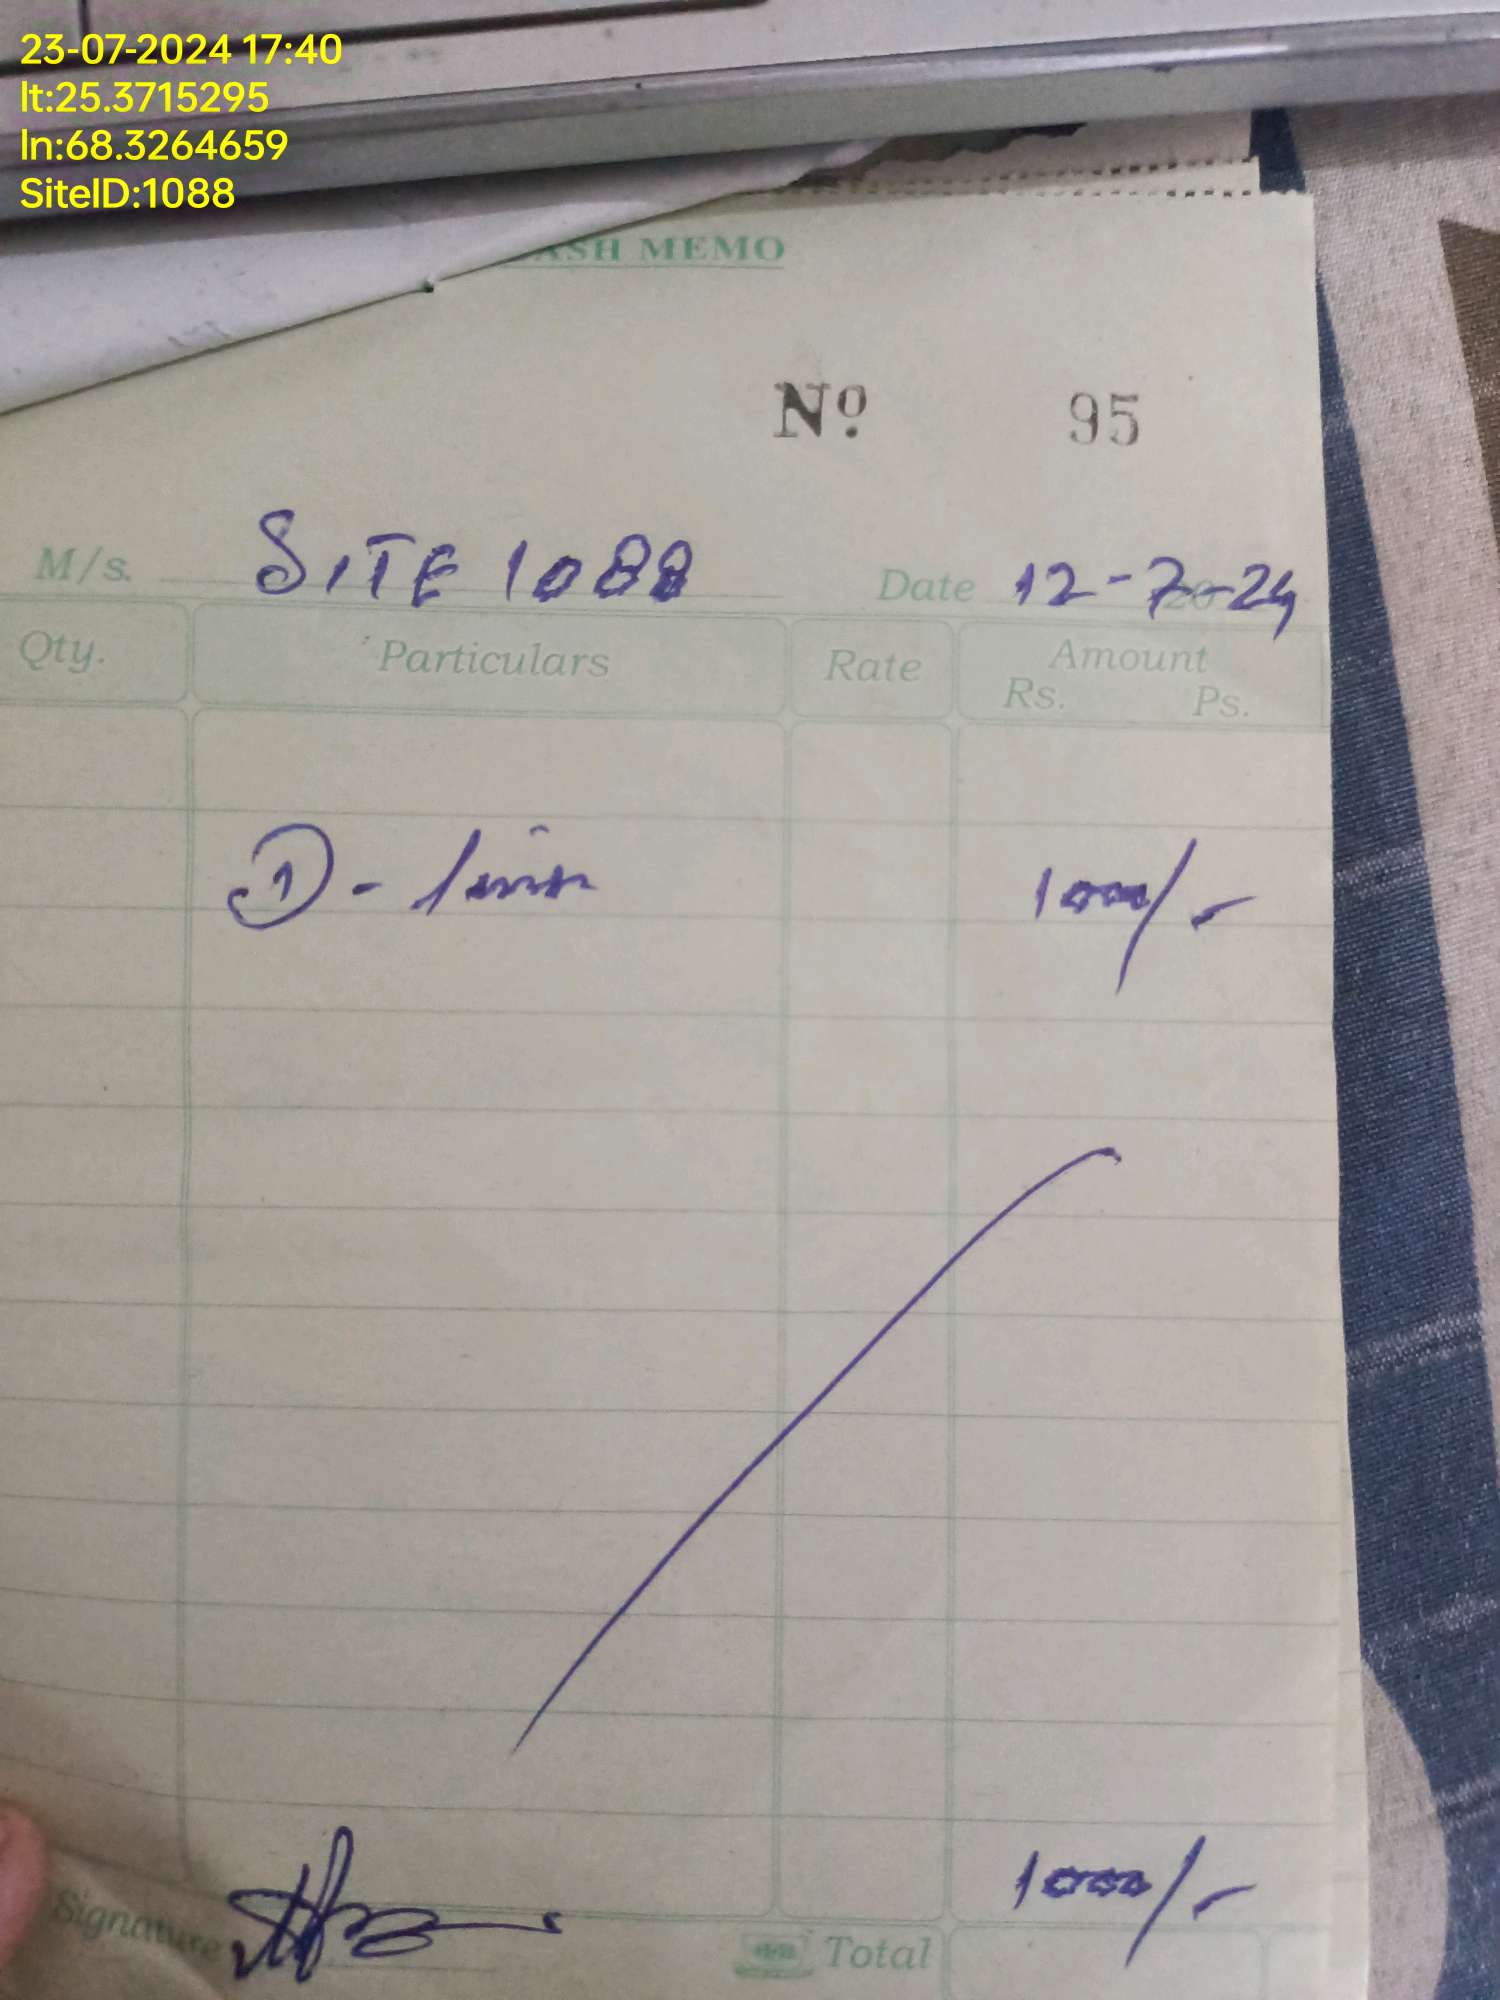 23-07-2024 17:40
lt:25.3715295
ln:68.3264659
SiteID:1088
CASH MEMO
Nº 95
M/s. SITE 1088 Date 12-7-24
Qty. Particulars Rate Amount
Rs. Ps.
① - 1000/-
1000/-
Signature Total